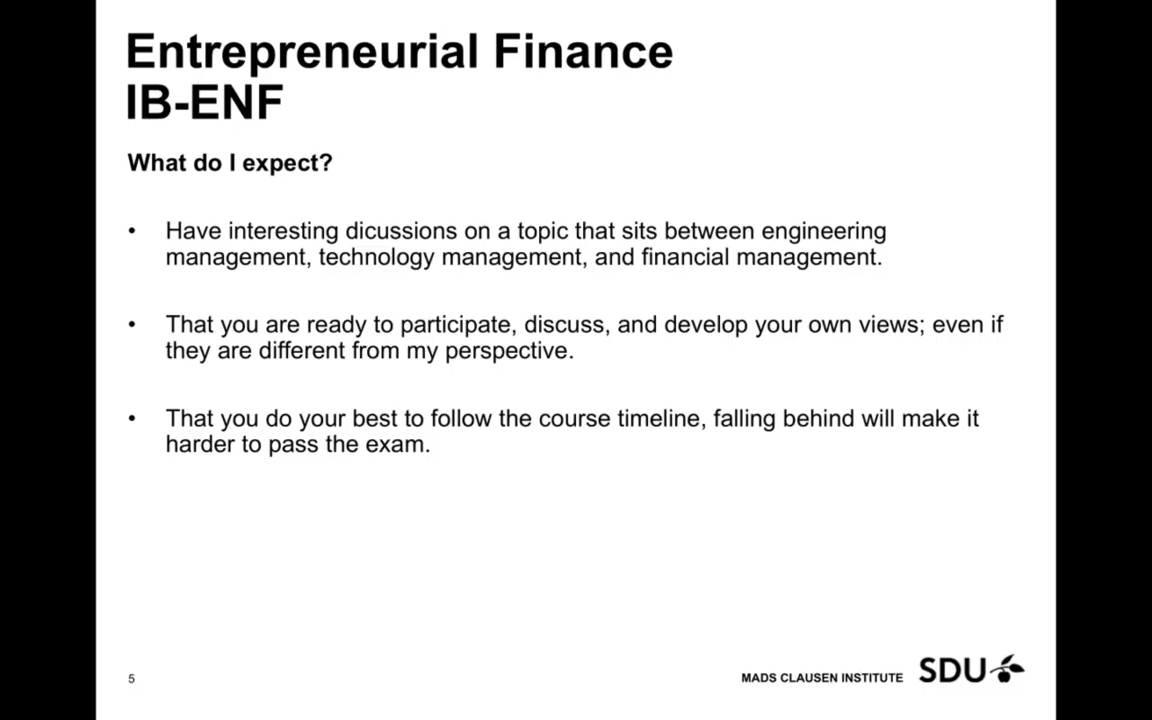 Entrepreneurial Finance
IB-ENF
What do I expect?
• Have interesting dicussions on a topic that sits between engineering
management, technology management, and financial management.
• That you are ready to participate, discuss, and develop your own views; even if
they are different from my perspective.
• That you do your best to follow the course timeline, falling behind will make it
harder to pass the exam.
5
MADS CLAUSEN INSTITUTE SDU